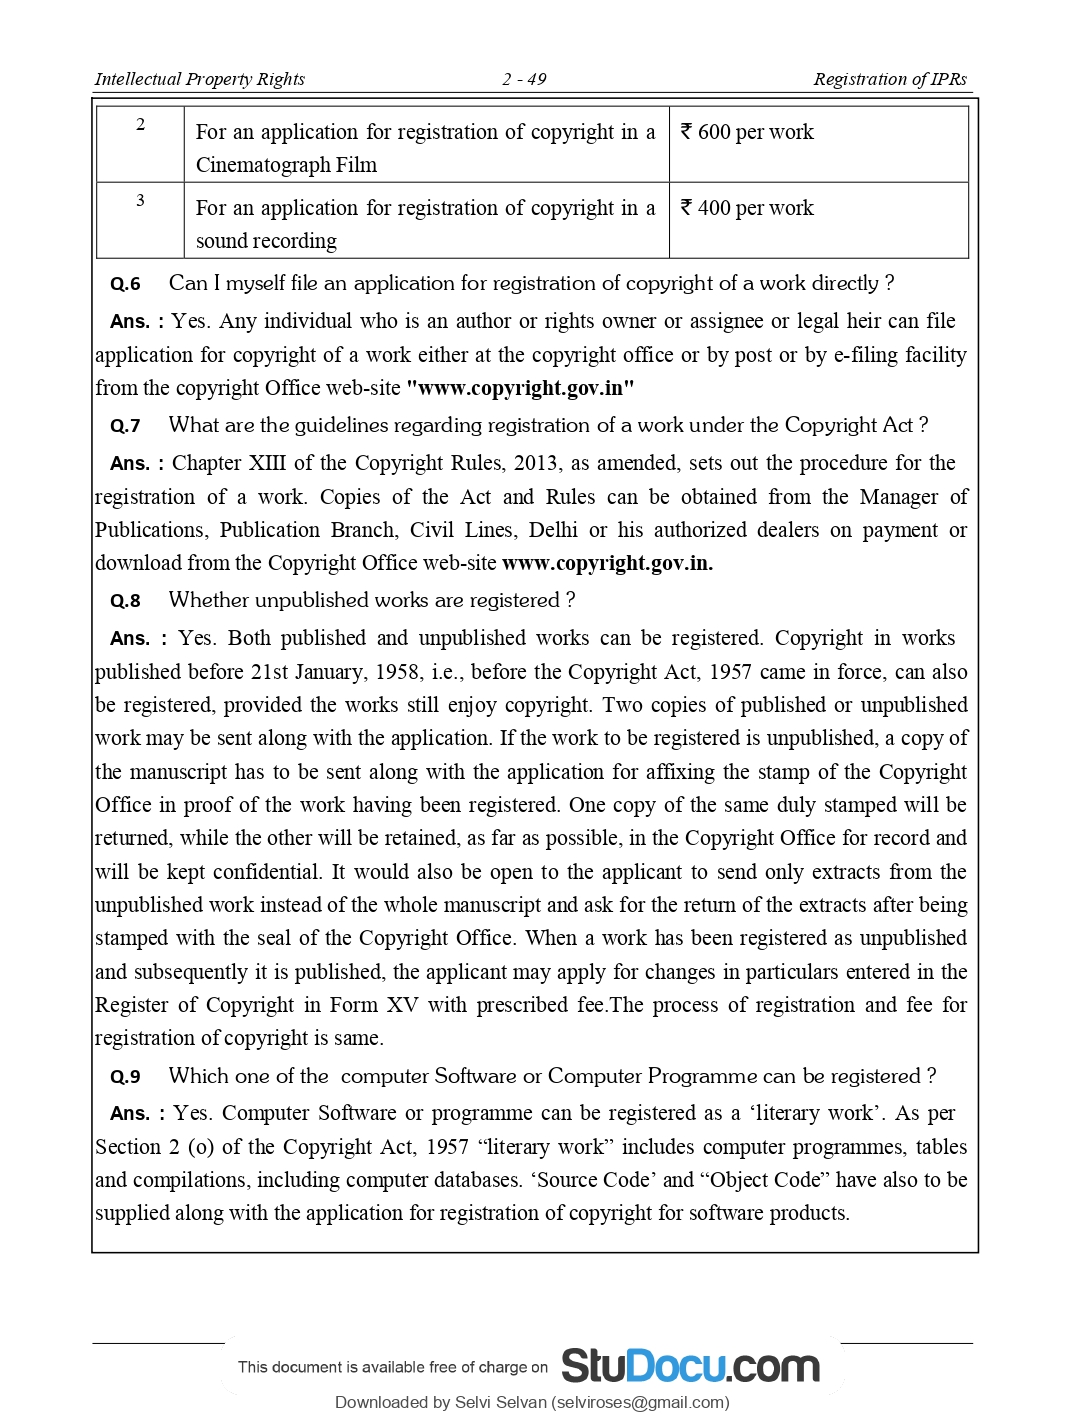 Intellectual Property Rights 2 - 49 Registration of IPRs
2 For an application for registration of copyright in a ₹ 600 per work
Cinematograph Film
3 For an application for registration of copyright in a ₹ 400 per work
sound recording
Q.6 Can I myself file an application for registration of copyright of a work directly ?
Ans. : Yes. Any individual who is an author or rights owner or assignee or legal heir can file
application for copyright of a work either at the copyright office or by post or by e-filing facility
from the copyright Office web-site "www.copyright.gov.in"
Q.7 What are the guidelines regarding registration of a work under the Copyright Act ?
Ans. : Chapter XIII of the Copyright Rules, 2013, as amended, sets out the procedure for the
registration of a work. Copies of the Act and Rules can be obtained from the Manager of
Publications, Publication Branch, Civil Lines, Delhi or his authorized dealers on payment or
download from the Copyright Office web-site www.copyright.gov.in.
Q.8 Whether unpublished works are registered ?
Ans. : Yes. Both published and unpublished works can be registered. Copyright in works
published before 21st January, 1958, i.e., before the Copyright Act, 1957 came in force, can also
be registered, provided the works still enjoy copyright. Two copies of published or unpublished
work may be sent along with the application. If the work to be registered is unpublished, a copy of
the manuscript has to be sent along with the application for affixing the stamp of the Copyright
Office in proof of the work having been registered. One copy of the same duly stamped will be
returned, while the other will be retained, as far as possible, in the Copyright Office for record and
will be kept confidential. It would also be open to the applicant to send only extracts from the
unpublished work instead of the whole manuscript and ask for the return of the extracts after being
stamped with the seal of the Copyright Office. When a work has been registered as unpublished
and subsequently it is published, the applicant may apply for changes in particulars entered in the
Register of Copyright in Form XV with prescribed fee.The process of registration and fee for
registration of copyright is same.
Q.9 Which one of the computer Software or Computer Programme can be registered ?
Ans. : Yes. Computer Software or programme can be registered as a ‘literary work’. As per
Section 2 (o) of the Copyright Act, 1957 “literary work” includes computer programmes, tables
and compilations, including computer databases. ‘Source Code’ and “Object Code” have also to be
supplied along with the application for registration of copyright for software products.
This document is available free of charge on StuDocu.com
Downloaded by Selvi Selvan (selviroses@gmail.com)